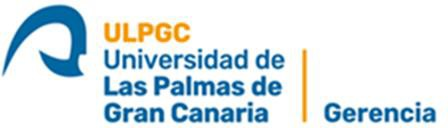 ULPGC
Universidad de
Las Palmas de
Gran Canaria
Gerencia